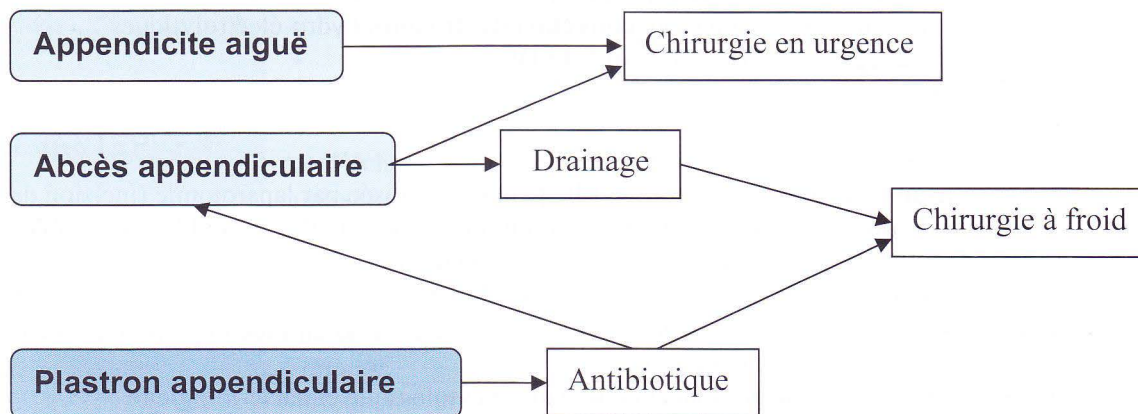 Appendicite aiguë
Chirurgie en urgence
Abcès appendiculaire
Drainage
Chirurgie à froid
Plastron appendiculaire
Antibiotique